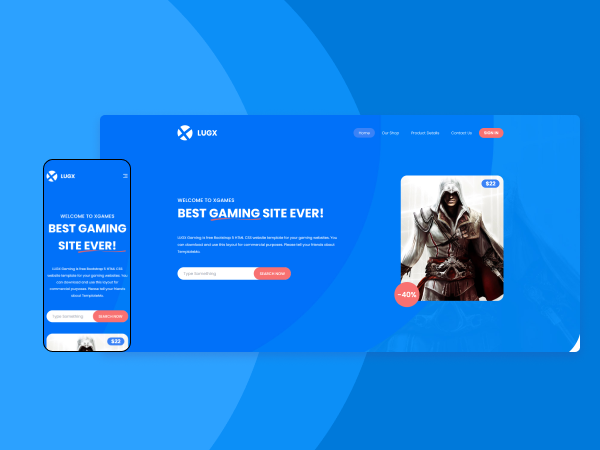 LUGX
Home
Our Shop
Product Details
Contact Us
SIGN IN
WELCOME TO XGAMES
BEST GAMING SITE EVER!
LUGX Gaming is free Bootstrap 5 HTML CSS website template for your gaming websites. You
can download and use this layout for commercial purposes. Please tell your friends about
TemplateMo.
Type Something
SEARCH NOW
$22
-40%
LUGX
WELCOME TO XGAMES
BEST GAMING
SITE EVER!
LUGX Gaming is free Bootstrap 5 HTML CSS
website template for your gaming websites. You
can download and use this layout for
commercial purposes. Please tell your friends
about TemplateMo.
Type Something
SEARCH NOW
$22